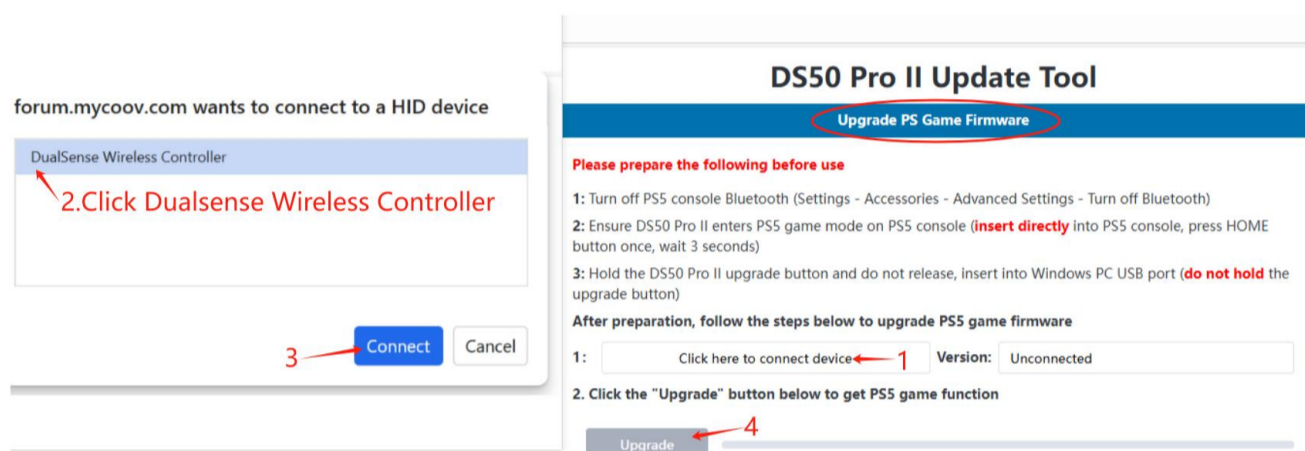 forum.mycoov.com wants to connect to a HID device
DualSense Wireless Controller
2.Click Dualsense Wireless Controller
3
Connect
Cancel
DS50 Pro II Update Tool
Upgrade PS Game Firmware
Please prepare the following before use
1: Turn off PS5 console Bluetooth (Settings - Accessories - Advanced Settings - Turn off Bluetooth)
2: Ensure DS50 Pro II enters PS5 game mode on PS5 console (insert directly into PS5 console, press HOME
button once, wait 3 seconds)
3: Hold the DS50 Pro II upgrade button and do not release, insert into Windows PC USB port (do not hold the
upgrade button)
After preparation, follow the steps below to upgrade PS5 game firmware
1: Click here to connect device 1 Version: Unconnected
2. Click the "Upgrade" button below to get PS5 game function
Upgrade 4